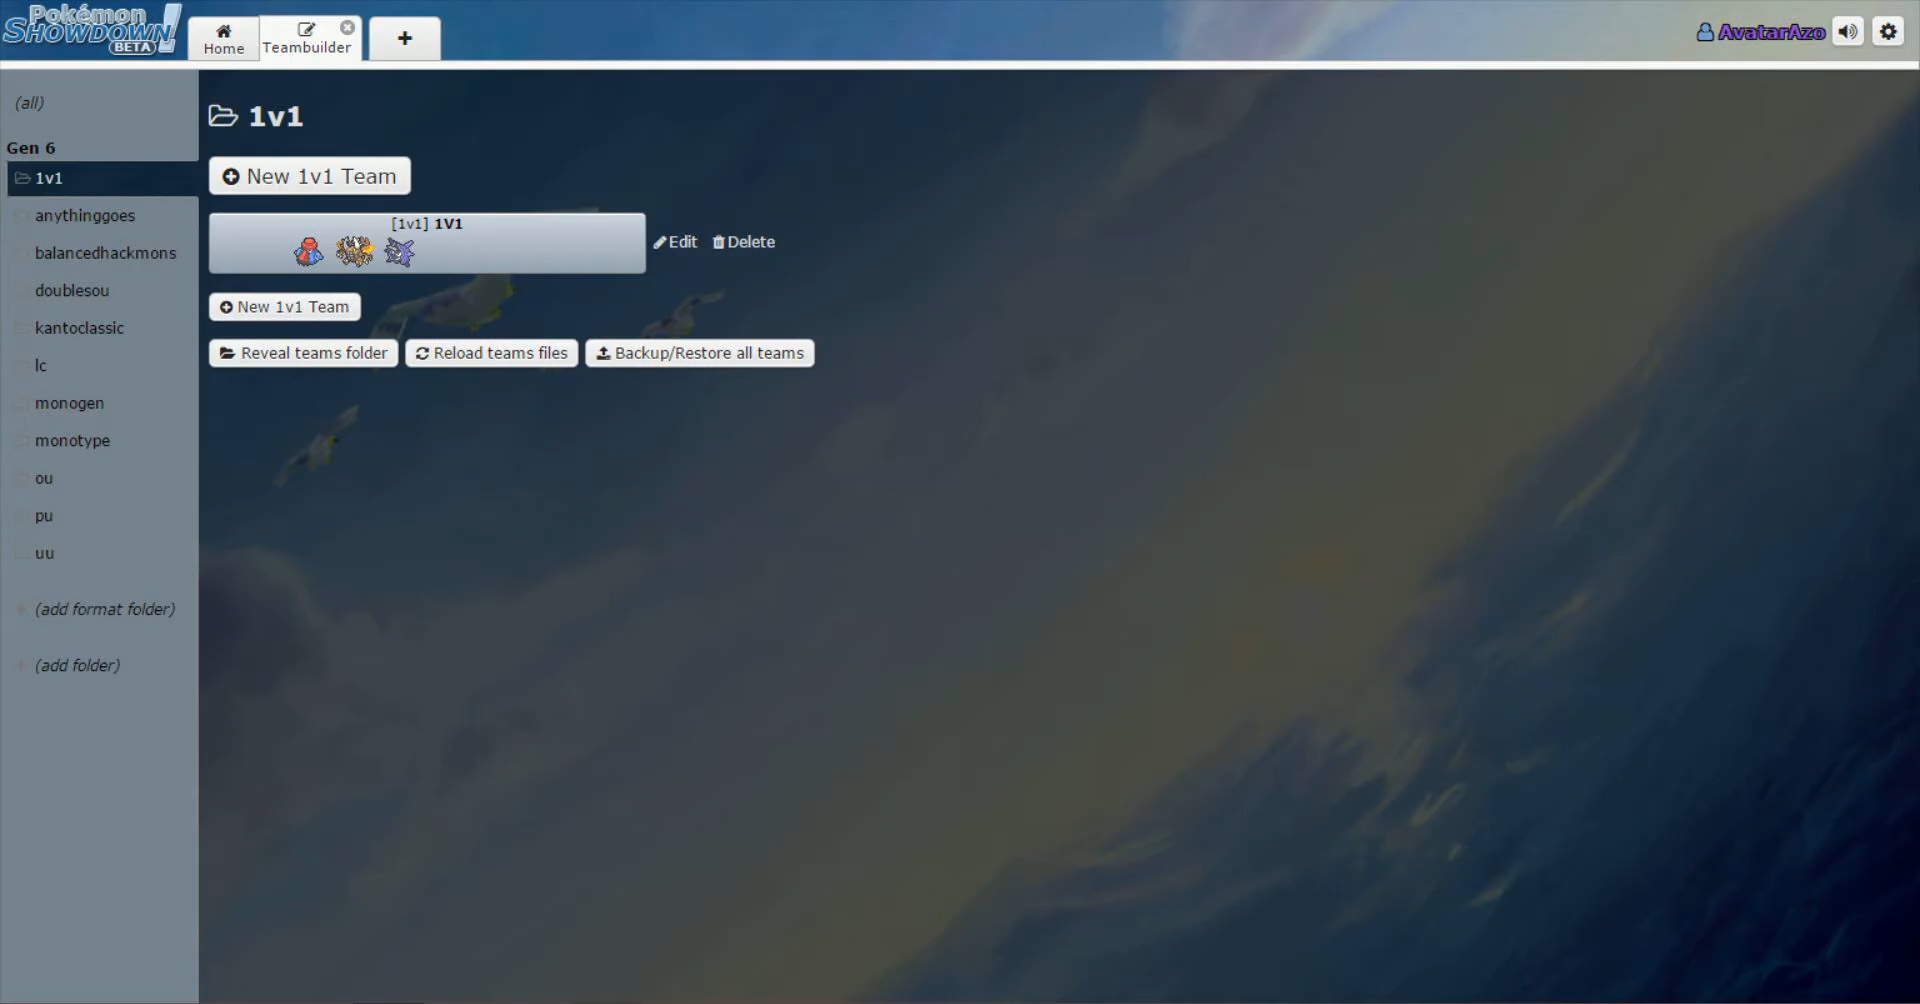 Pokémon
SHOWDOWN!
BETA
Home
Teambuilder
AvatarAzo
(all)
Gen 6
1v1
anythinggoes
balancedhackmons
doublesou
kantoclassic
lc
monogen
monotype
ou
pu
uu
(add format folder)
(add folder)
1v1
New 1v1 Team
[1v1] 1V1
Edit Delete
New 1v1 Team
Reveal teams folder Reload teams files Backup/Restore all teams